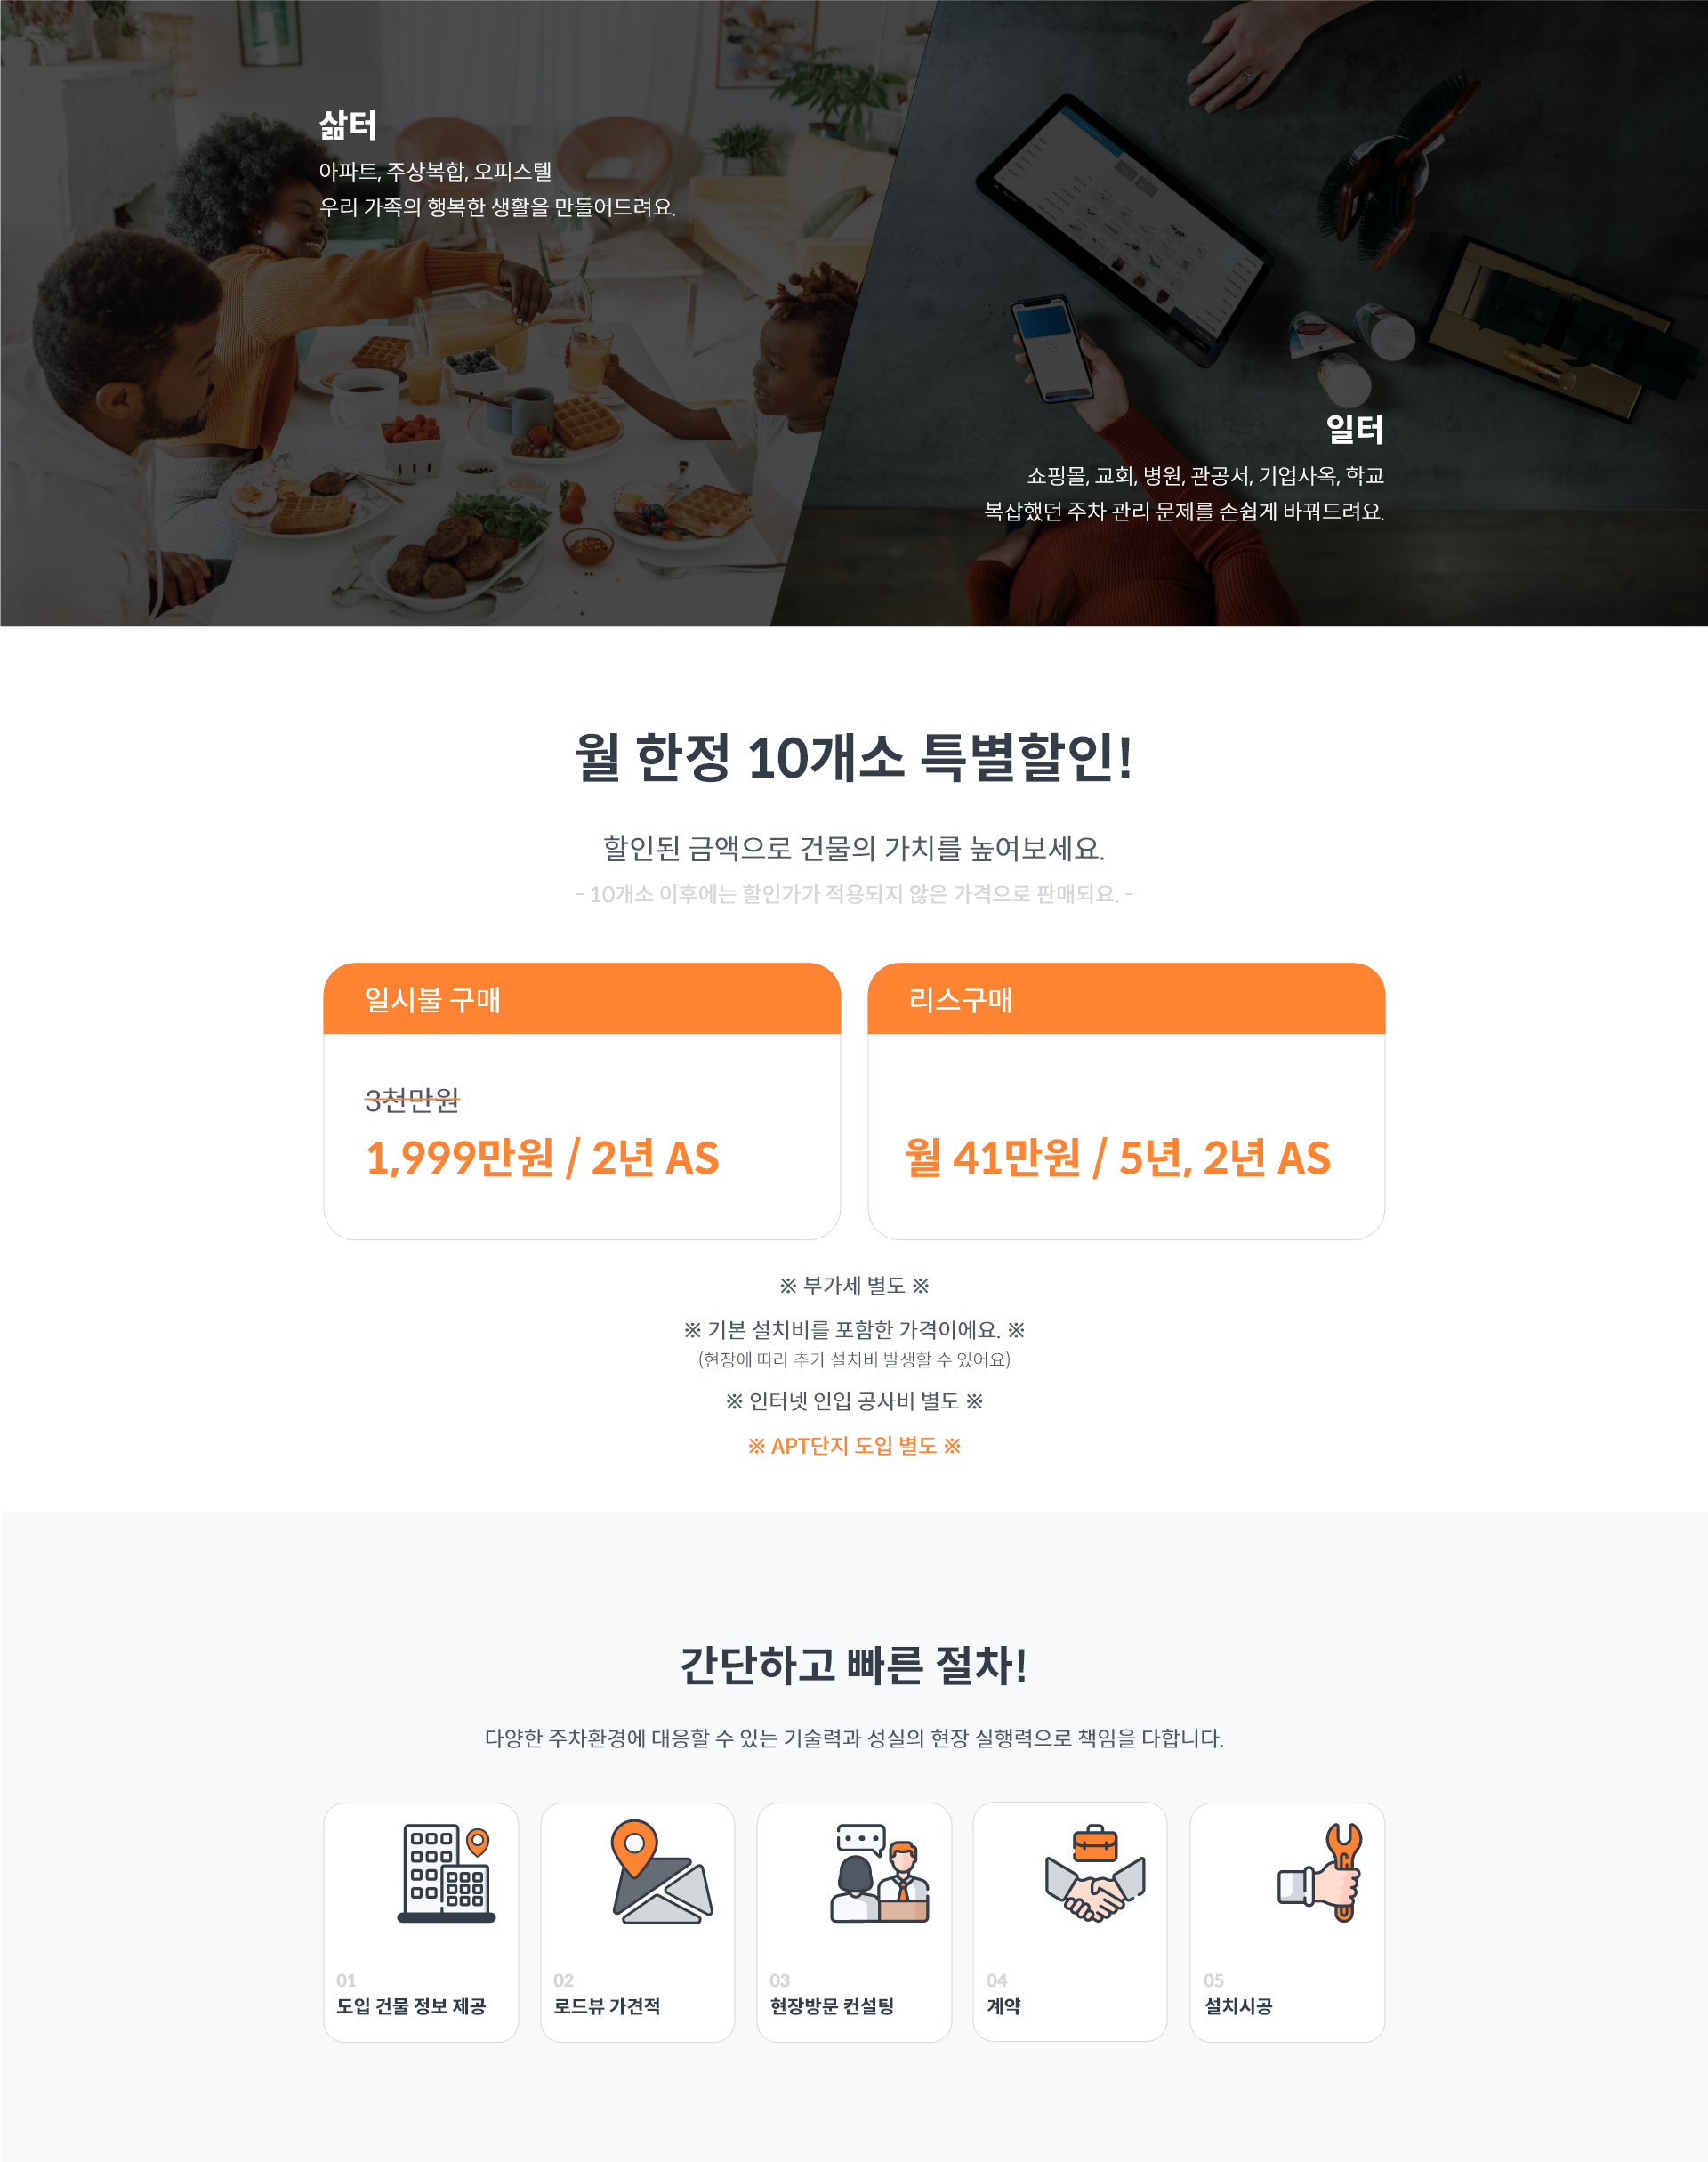 삶터
아파트, 주상복합, 오피스텔
우리 가족의 행복한 생활을 만들어드려요.
일터
쇼핑몰, 교회, 병원, 관공서, 기업사옥, 학교
복잡했던 주차 관리 문제를 손쉽게 바꿔드려요.
월 한정 10개소 특별할인!
할인된 금액으로 건물의 가치를 높여보세요.
- 10개소 이후에는 할인가가 적용되지 않은 가격으로 판매되요. -
일시불 구매
3천만원
1,999만원 / 2년 AS
리스구매
월 41만원 / 5년, 2년 AS
※ 부가세 별도 ※
※ 기본 설치비를 포함한 가격이에요. ※
(현장에 따라 추가 설치비 발생할 수 있어요)
※ 인터넷 인입 공사비 별도 ※
※ APT단지 도입 별도 ※
간단하고 빠른 절차!
다양한 주차환경에 대응할 수 있는 기술력과 성실의 현장 실행력으로 책임을 다합니다.
01
도입 건물 정보 제공
02
로드뷰 가견적
03
현장방문 컨설팅
04
계약
05
설치시공